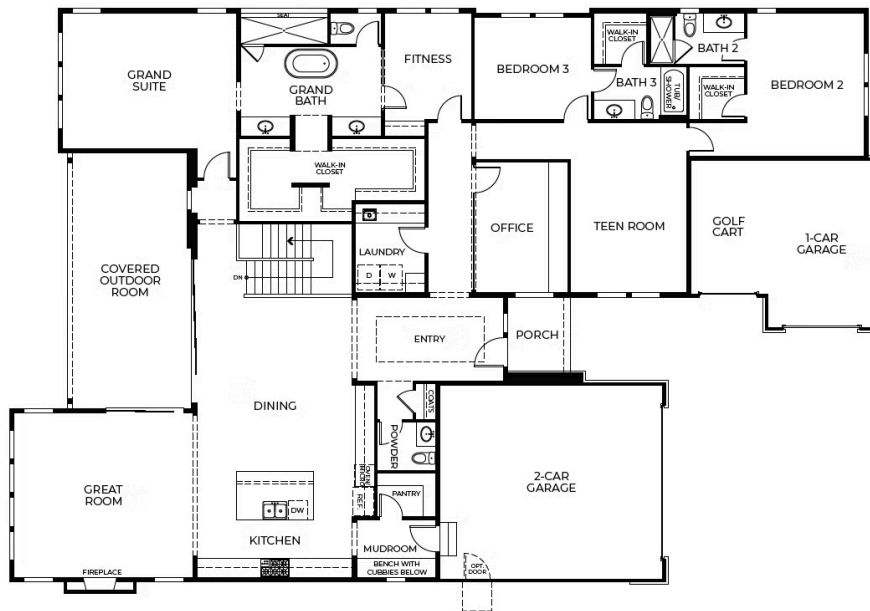 SEAT
GRAND
SUITE
GRAND
BATH
FITNESS
BEDROOM 3
WALK-IN
CLOSET
BATH 2
BATH 3
TUB/
SHOWER
WALK-IN
CLOSET
BEDROOM 2
WALK-IN
CLOSET
COVERED
OUTDOOR
ROOM
LAUNDRY
D
W
DN
OFFICE
TEEN ROOM
GOLF
CART
1-CAR
GARAGE
ENTRY
PORCH
DINING
COATS
POWDER
OVEN/
MICRO
REF.
PANTRY
2-CAR
GARAGE
GREAT
ROOM
DW
KITCHEN
MUDROOM
BENCH WITH
CUBBIES BELOW
OPT.
DOOR
FIREPLACE